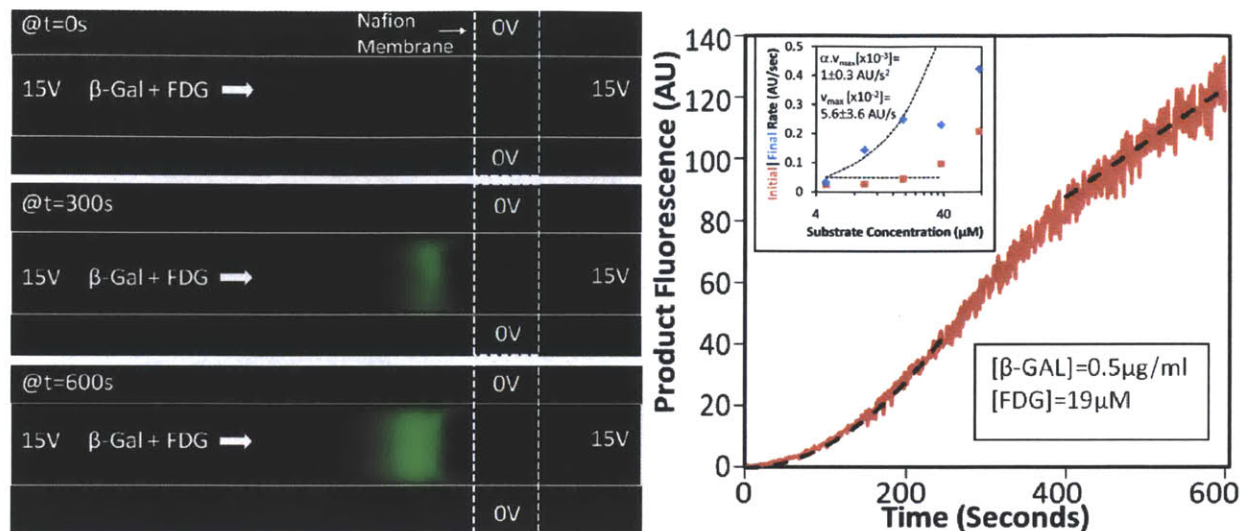 @t=0s
Nafion
Membrane
0V
15V β-Gal + FDG 15V
0V
@t=300s
0V
15V β-Gal + FDG 15V
0V
@t=600s
0V
15V β-Gal + FDG 15V
0V
Product Fluorescence (AU)
140
120
100
80
60
40
20
0
0 200 400 600
Time (Seconds)
Initial|Final Rate (AU/sec)
0.5
0.4
0.3
0.2
0.1
0
4 40
Substrate Concentration (μM)
α.vmax[x10⁻³]=
1±0.3 AU/s²
vmax [x10⁻²]=
5.6±3.6 AU/s
[β-GAL]=0.5μg/ml
[FDG]=19μM